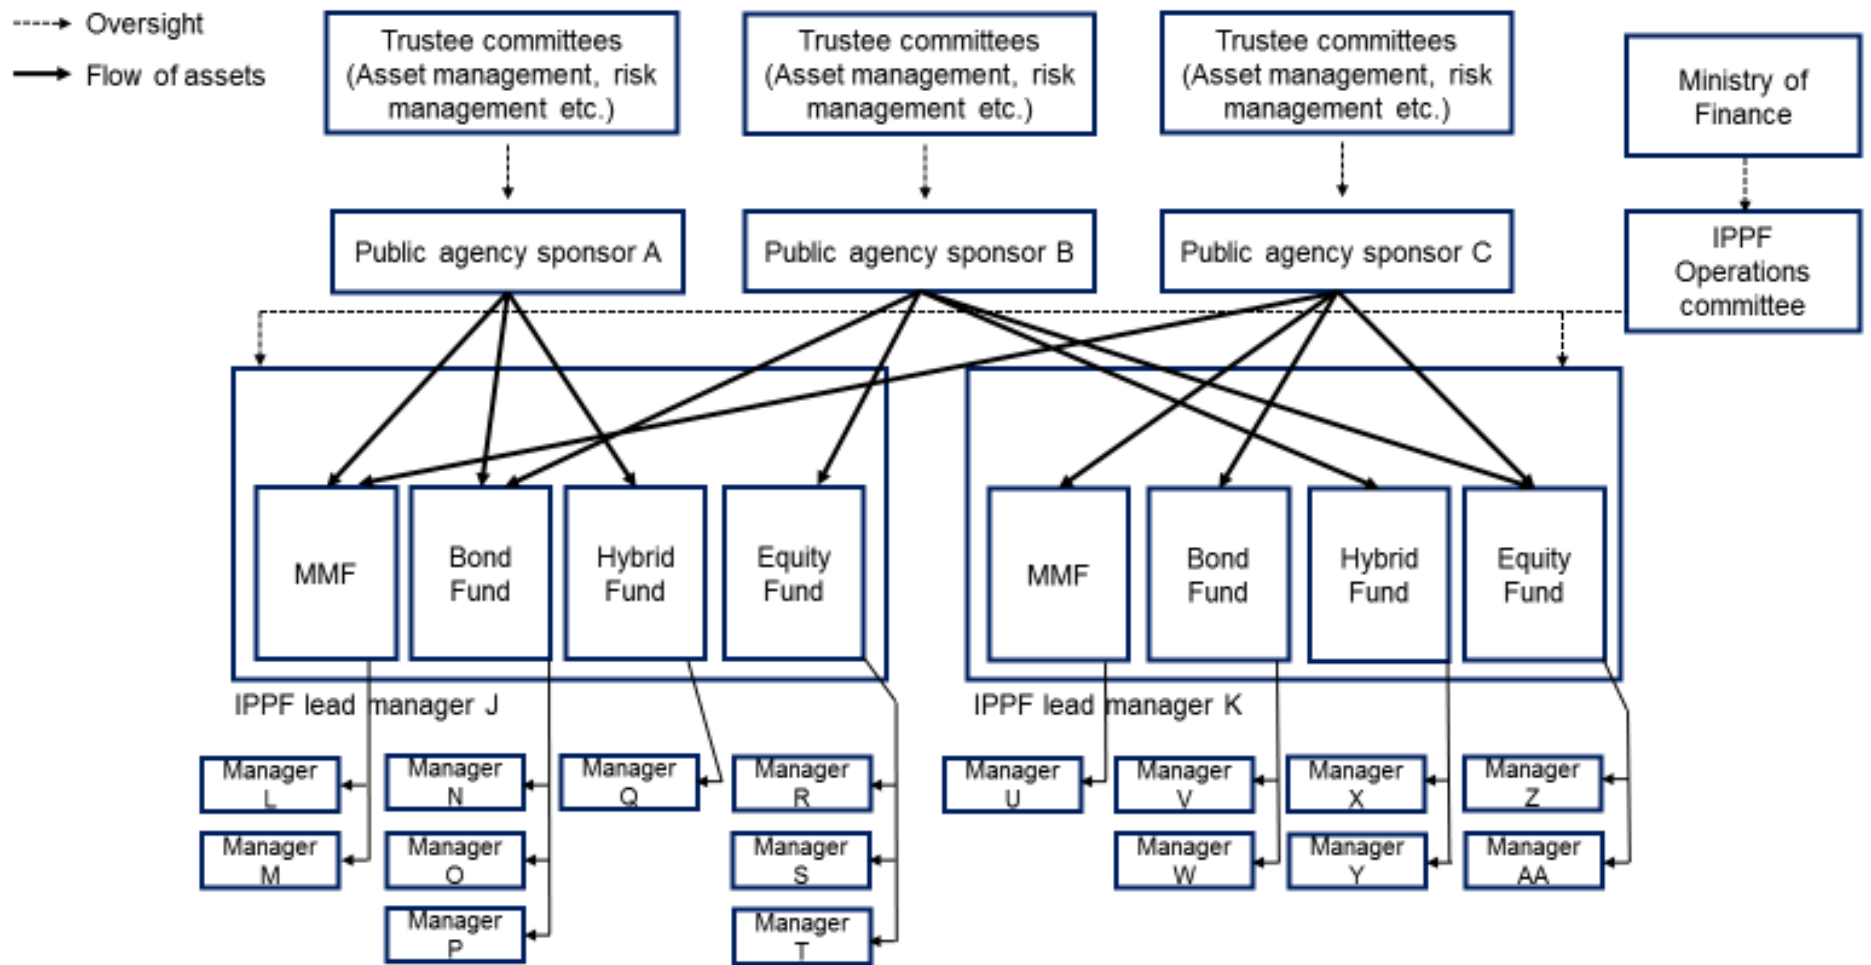 Oversight
Flow of assets
Trustee committees
(Asset management, risk
management etc.)
Trustee committees
(Asset management, risk
management etc.)
Trustee committees
(Asset management, risk
management etc.)
Ministry of
Finance
Public agency sponsor A
Public agency sponsor B
Public agency sponsor C
IPPF
Operations
committee
MMF
Bond
Fund
Hybrid
Fund
Equity
Fund
MMF
Bond
Fund
Hybrid
Fund
Equity
Fund
IPPF lead manager J
IPPF lead manager K
Manager
L
Manager
N
Manager
Q
Manager
R
Manager
U
Manager
V
Manager
X
Manager
Z
Manager
M
Manager
O
Manager
S
Manager
W
Manager
Y
Manager
AA
Manager
P
Manager
T